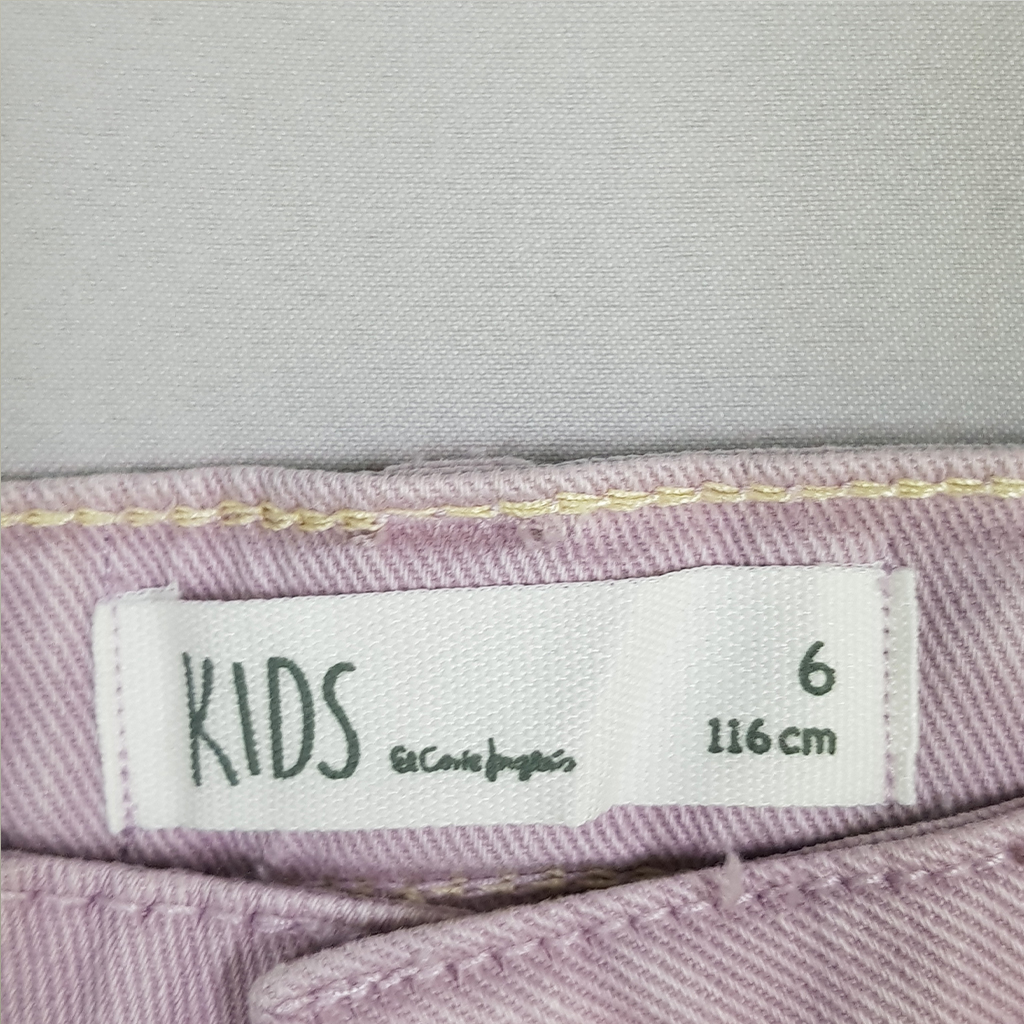 KIDS El Corte Inglés
6
116 cm